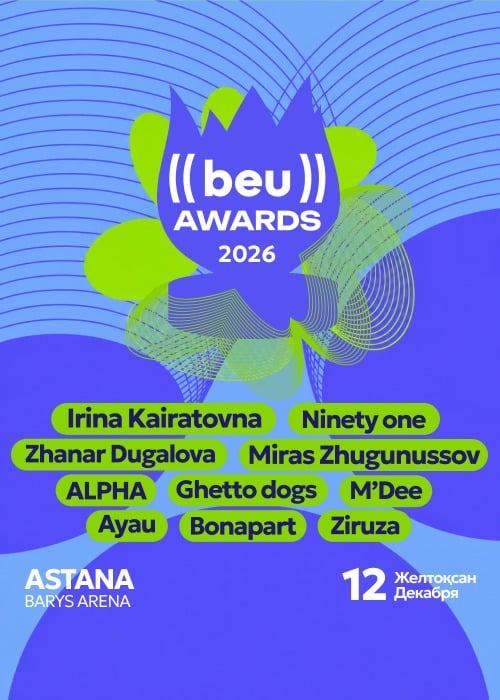 ((beu))
AWARDS
2026
Irina Kairatovna Ninety one
Zhanar Dugalova Miras Zhugunussov
ALPHA Ghetto dogs M’Dee
Ayau Bonapart Ziruza
ASTANA
BARYS ARENA
12 Желтоқсан
Декабря